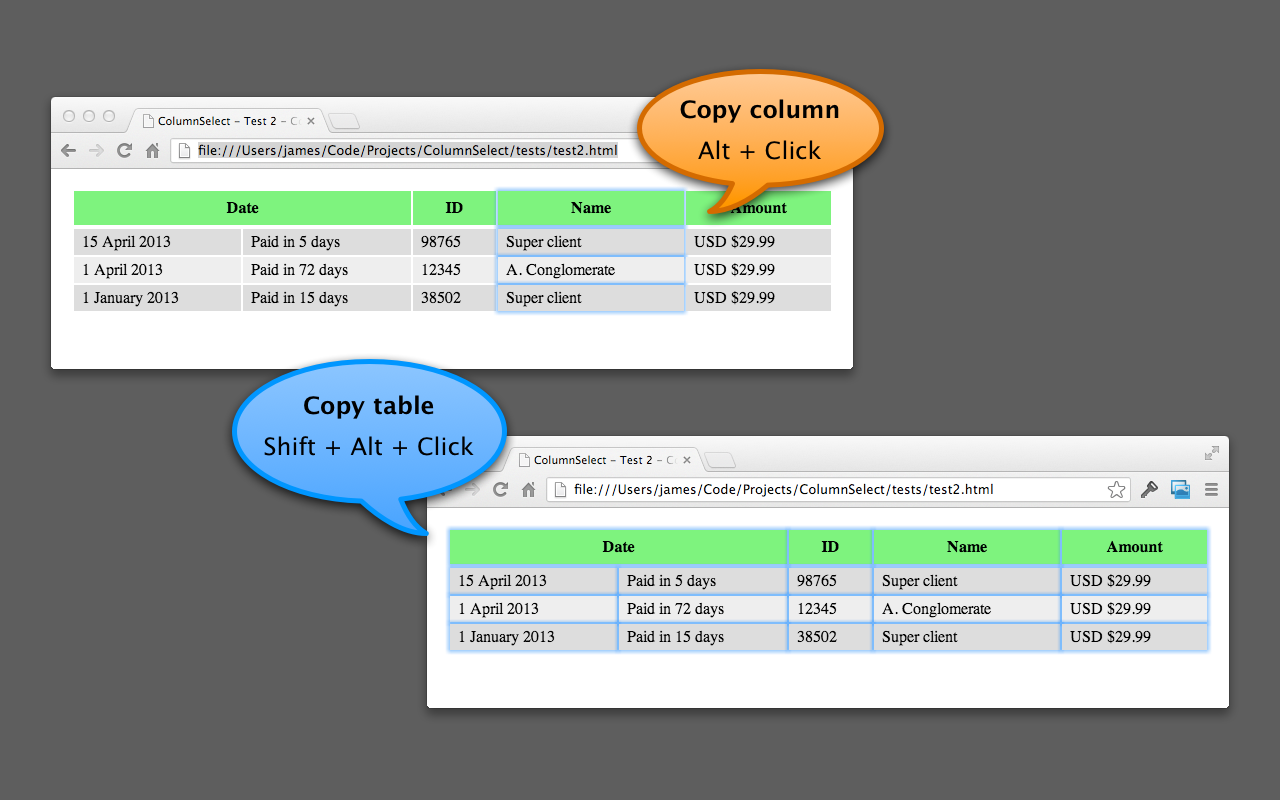 Copy column
Alt + Click
ColumnSelect – Test 2 – C
file:///Users/james/Code/Projects/ColumnSelect/tests/test2.html
Date ID Name Amount
15 April 2013 Paid in 5 days 98765 Super client USD $29.99
1 April 2013 Paid in 72 days 12345 A. Conglomerate USD $29.99
1 January 2013 Paid in 15 days 38502 Super client USD $29.99
Copy table
Shift + Alt + Click
ColumnSelect – Test 2 – C
file:///Users/james/Code/Projects/ColumnSelect/tests/test2.html
Date ID Name Amount
15 April 2013 Paid in 5 days 98765 Super client USD $29.99
1 April 2013 Paid in 72 days 12345 A. Conglomerate USD $29.99
1 January 2013 Paid in 15 days 38502 Super client USD $29.99